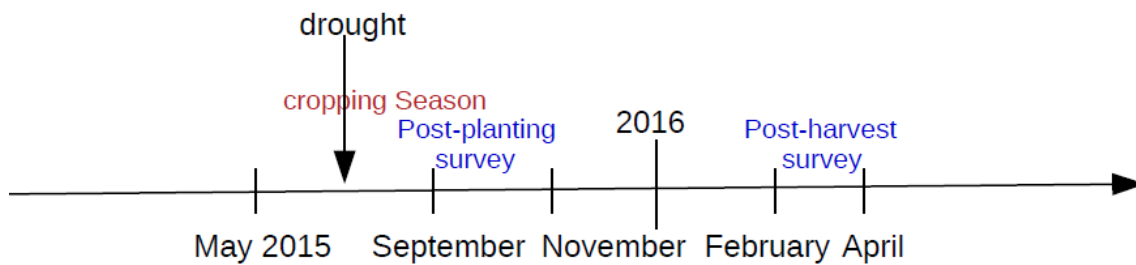 drought
cropping Season
Post-planting
survey
2016
Post-harvest
survey
May 2015
September
November
February
April